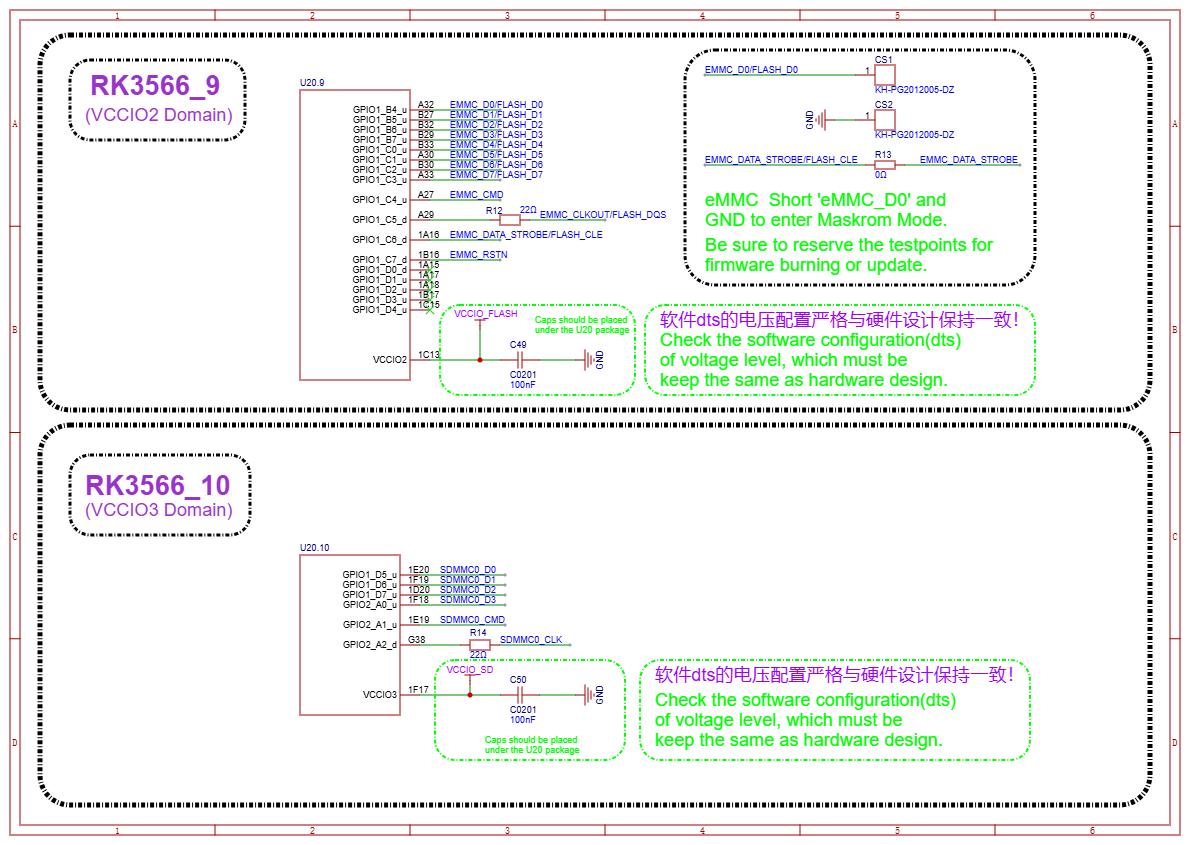 1 2 3 4 5 6
A
B
C
D
RK3566_9
(VCCIO2 Domain)
U20.9
GPIO1_B4_u A32 EMMC_D0/FLASH_D0
GPIO1_B5_u B27 EMMC_D1/FLASH_D1
GPIO1_B6_u B32 EMMC_D2/FLASH_D2
GPIO1_B7_u B29 EMMC_D3/FLASH_D3
GPIO1_C0_u B33 EMMC_D4/FLASH_D4
GPIO1_C1_u A30 EMMC_D5/FLASH_D5
GPIO1_C2_u B30 EMMC_D6/FLASH_D6
GPIO1_C3_u A33 EMMC_D7/FLASH_D7
GPIO1_C4_u A27 EMMC_CMD
GPIO1_C5_d A29 R12 22Ω EMMC_CLKOUT/FLASH_DQS
GPIO1_C6_d 1A16 EMMC_DATA_STROBE/FLASH_CLE
GPIO1_C7_d 1B16 EMMC_RSTN
GPIO1_D0_d 1A15
GPIO1_D1_u 1A17
GPIO1_D2_u 1A18
GPIO1_D3_u 1B17
GPIO1_D4_u 1C15
VCCIO2 1C13
VCCIO_FLASH
Caps should be placed
under the U20 package
C49
C0201
100nF
GND
EMMC_D0/FLASH_D0 1 CS1
KH-PG2012005-DZ
GND 1 CS2
KH-PG2012005-DZ
EMMC_DATA_STROBE/FLASH_CLE R13 EMMC_DATA_STROBE
0Ω
eMMC Short 'eMMC_D0' and
GND to enter Maskrom Mode.
Be sure to reserve the testpoints for
firmware burning or update.
软件dts的电压配置严格与硬件设计保持一致!
Check the software configuration(dts)
of voltage level, which must be
keep the same as hardware design.
RK3566_10
(VCCIO3 Domain)
U20.10
GPIO1_D5_u 1E20 SDMMC0_D0
GPIO1_D6_u 1F19 SDMMC0_D1
GPIO1_D7_u 1D20 SDMMC0_D2
GPIO2_A0_u 1F18 SDMMC0_D3
GPIO2_A1_u 1E19 SDMMC0_CMD
GPIO2_A2_d G38 R14 SDMMC0_CLK
22Ω
VCCIO3 1F17
VCCIO_SD
C50
C0201
100nF
GND
Caps should be placed
under the U20 package
软件dts的电压配置严格与硬件设计保持一致!
Check the software configuration(dts)
of voltage level, which must be
keep the same as hardware design.
A
B
C
D
1 2 3 4 5 6